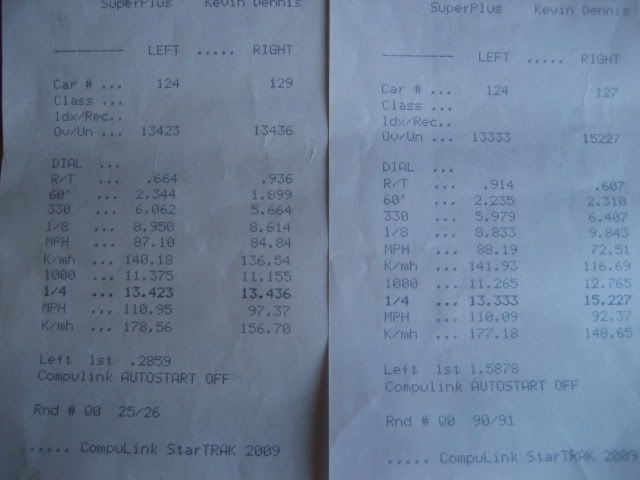 SuperPlus Kevin Dennis
--------- LEFT ..... RIGHT
Car # ... 124 129
Class ...
Idx/Rec..
Ov/Un ... 13423 13436
DIAL ...
R/T ... .664 .936
60' ... 2.344 1.899
330 ... 6.062 5.664
1/8 ... 8.950 8.614
MPH ... 87.10 84.84
K/mh ... 140.18 136.54
1000 ... 11.375 11.155
1/4 ... 13.423 13.436
MPH ... 110.95 97.37
K/mh ... 178.56 156.70
Left 1st .2859
Compulink AUTOSTART OFF
Rnd # Q0 25/26
..... CompuLink StarTRAK 2009
SuperPlus Kevin Dennis
--------- LEFT ..... RIGHT
Car # ... 124 127
Class ...
Idx/Rec..
Ov/Un ... 13333 15227
DIAL ...
R/T ... .914 .607
60' ... 2.235 2.310
330 ... 5.979 6.407
1/8 ... 8.833 9.843
MPH ... 88.19 72.51
K/mh ... 141.93 116.69
1000 ... 11.265 12.765
1/4 ... 13.333 15.227
MPH ... 110.09 92.37
K/mh ... 177.18 148.65
Left 1st 1.5878
Compulink AUTOSTART OFF
Rnd # Q0 90/91
..... CompuLink StarTRAK 2009